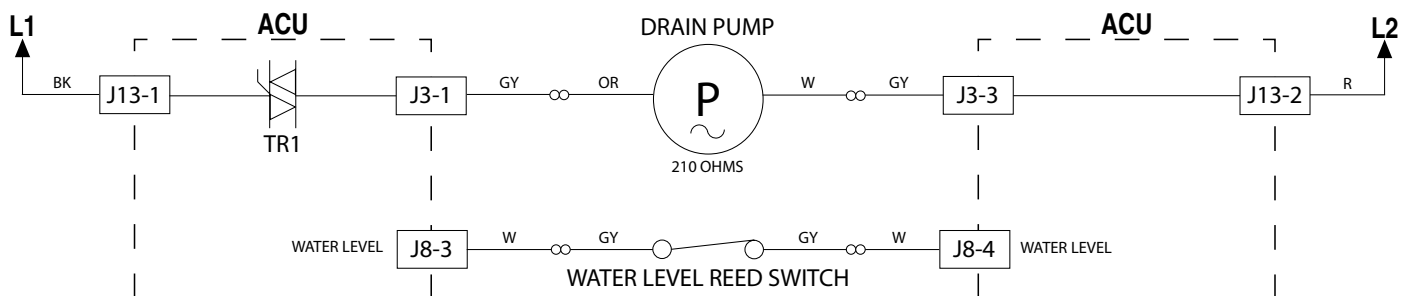 L1 ACU DRAIN PUMP ACU L2
BK J13-1 J3-1 GY OR P W GY J3-3 J13-2 R
TR1
210 OHMS
WATER LEVEL J8-3 W GY GY W J8-4 WATER LEVEL
WATER LEVEL REED SWITCH